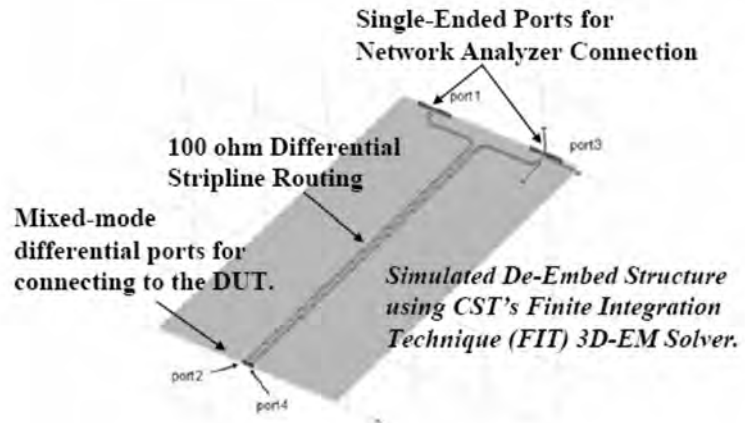 Single-Ended Ports for
Network Analyzer Connection
port1
port3
100 ohm Differential
Stripline Routing
Mixed-mode
differential ports for
connecting to the DUT.
Simulated De-Embed Structure
using CST's Finite Integration
Technique (FIT) 3D-EM Solver.
port2
port4